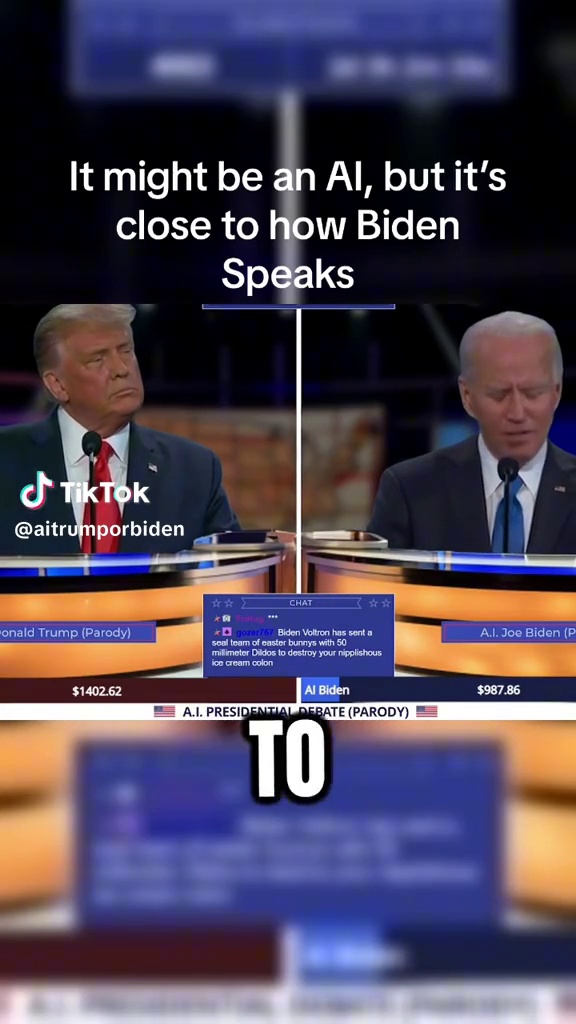 It might be an AI, but it's
close to how Biden
Speaks
TikTok
@aitrumporbiden
CHAT
***
gozer767 Biden Voltron has sent a
seal team of easter bunnys with 50
millimeter Dildos to destroy your nipplishous
ice cream colon
onald Trump (Parody)
A.I. Joe Biden (P
$1402.62
AI Biden
$987.86
A.I. PRESIDENTIAL DEBATE (PARODY)
TO